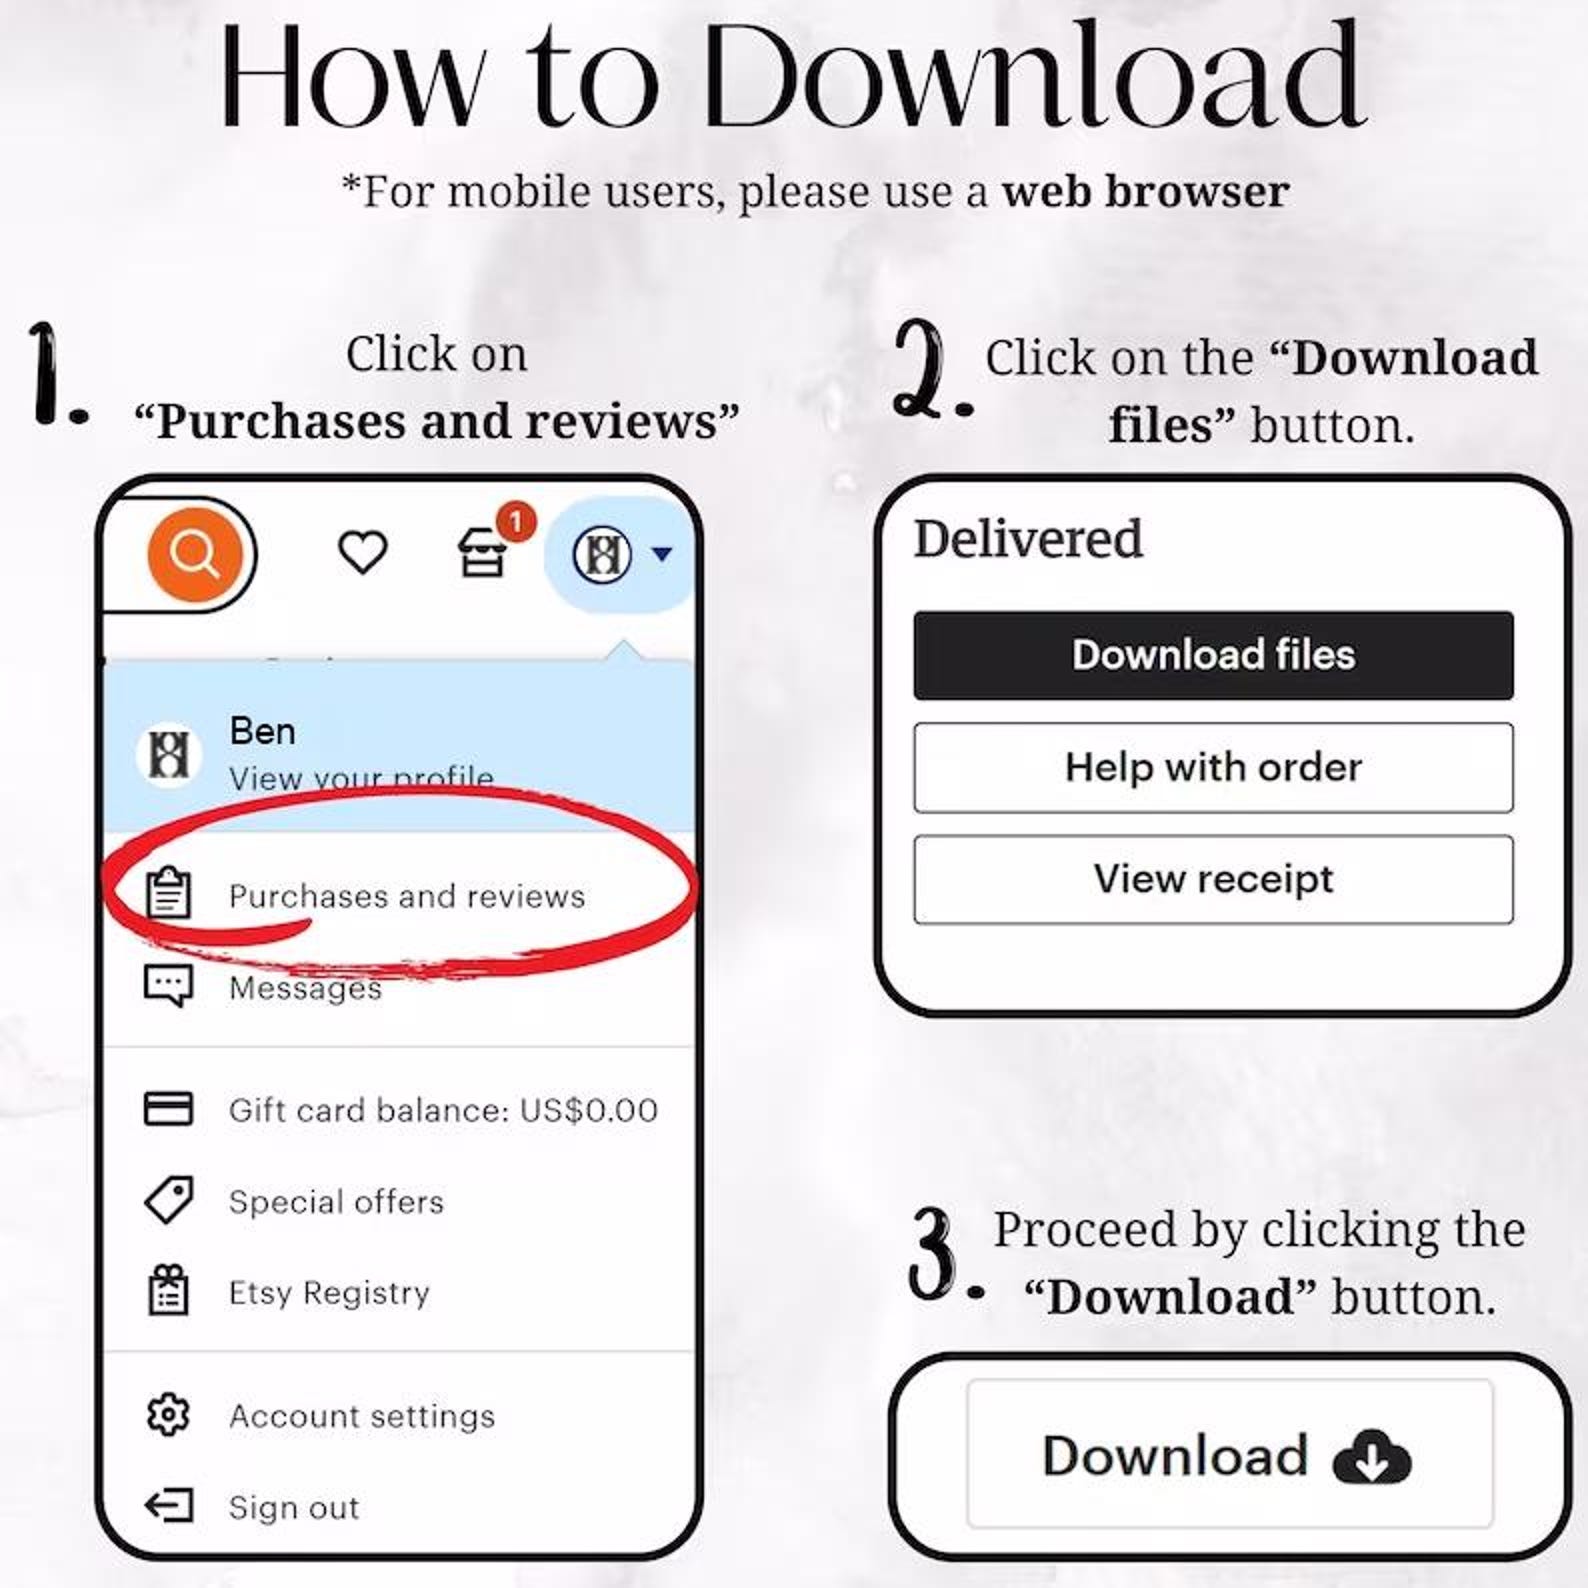 How to Download
*For mobile users, please use a web browser
1.
Click on
“Purchases and reviews”
1
Ben
View your profile
Purchases and reviews
Messages
Gift card balance: US$0.00
Special offers
Etsy Registry
Account settings
Sign out
2.
Click on the “Download
files” button.
Delivered
Download files
Help with order
View receipt
3.
Proceed by clicking the
“Download” button.
Download